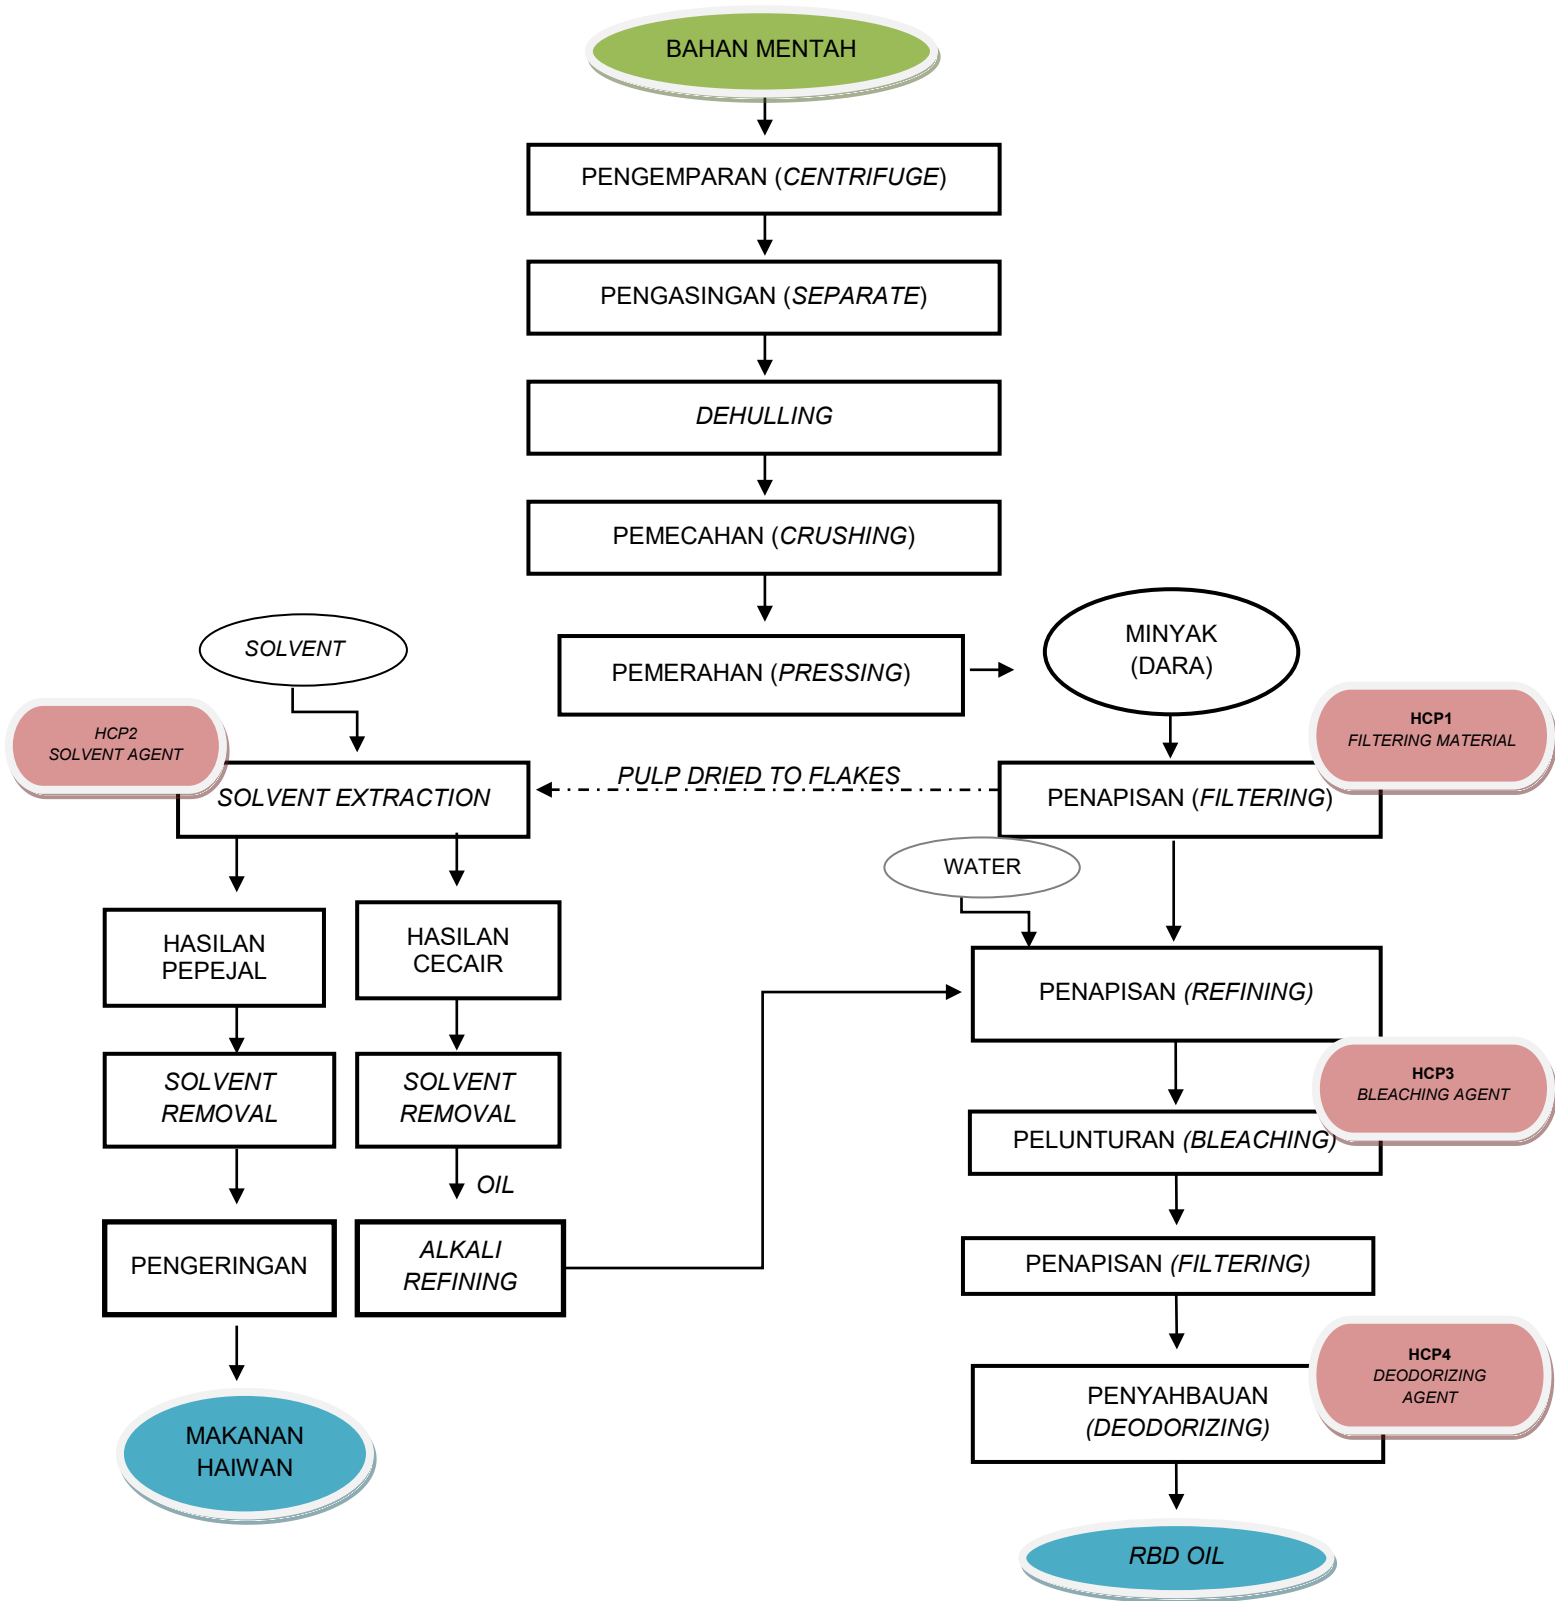 BAHAN MENTAH
PENGEMPARAN (CENTRIFUGE)
PENGASINGAN (SEPARATE)
DEHULLING
PEMECAHAN (CRUSHING)
PEMERAHAN (PRESSING)
MINYAK
(DARA)
SOLVENT
HCP2
SOLVENT AGENT
HCP1
FILTERING MATERIAL
SOLVENT EXTRACTION
PULP DRIED TO FLAKES
PENAPISAN (FILTERING)
WATER
HASILAN
PEPEJAL
HASILAN
CECAIR
PENAPISAN (REFINING)
SOLVENT
REMOVAL
SOLVENT
REMOVAL
HCP3
BLEACHING AGENT
PELUNTURAN (BLEACHING)
OIL
PENGERINGAN
ALKALI
REFINING
PENAPISAN (FILTERING)
HCP4
DEODORIZING
AGENT
PENYAHBAUAN
(DEODORIZING)
MAKANAN
HAIWAN
RBD OIL